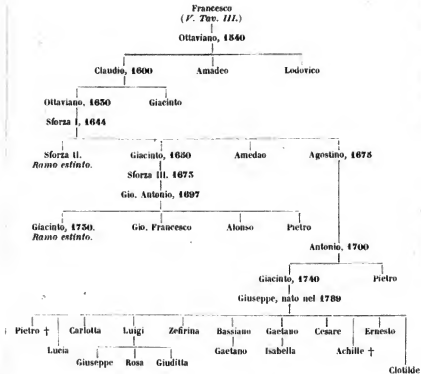 Francesco
(V. Tav. III.)
Ottaviano, 1540
Claudio, 1600 Amadeo Lodovico
Ottaviano, 1630 Giacinto
Sforza I, 1644
Sforza II. Giacinto, 1650 Amedao Agostino, 1675
Ramo estinto. Sforza III. 1675
Gio. Antonio, 1697
Giacinto, 1730. Gio. Francesco Alonso Pietro
Ramo estinto.
Antonio, 1700
Giacinto, 1740 Pietro
Giuseppe, nato nel 1789
Pietro † Carlotta Luigi Zefirina Bassiano Gaetano Cesare Ernesto
Lucia Gaetano Isabella Achille †
Giuseppe Rosa Giuditta
Clotilde